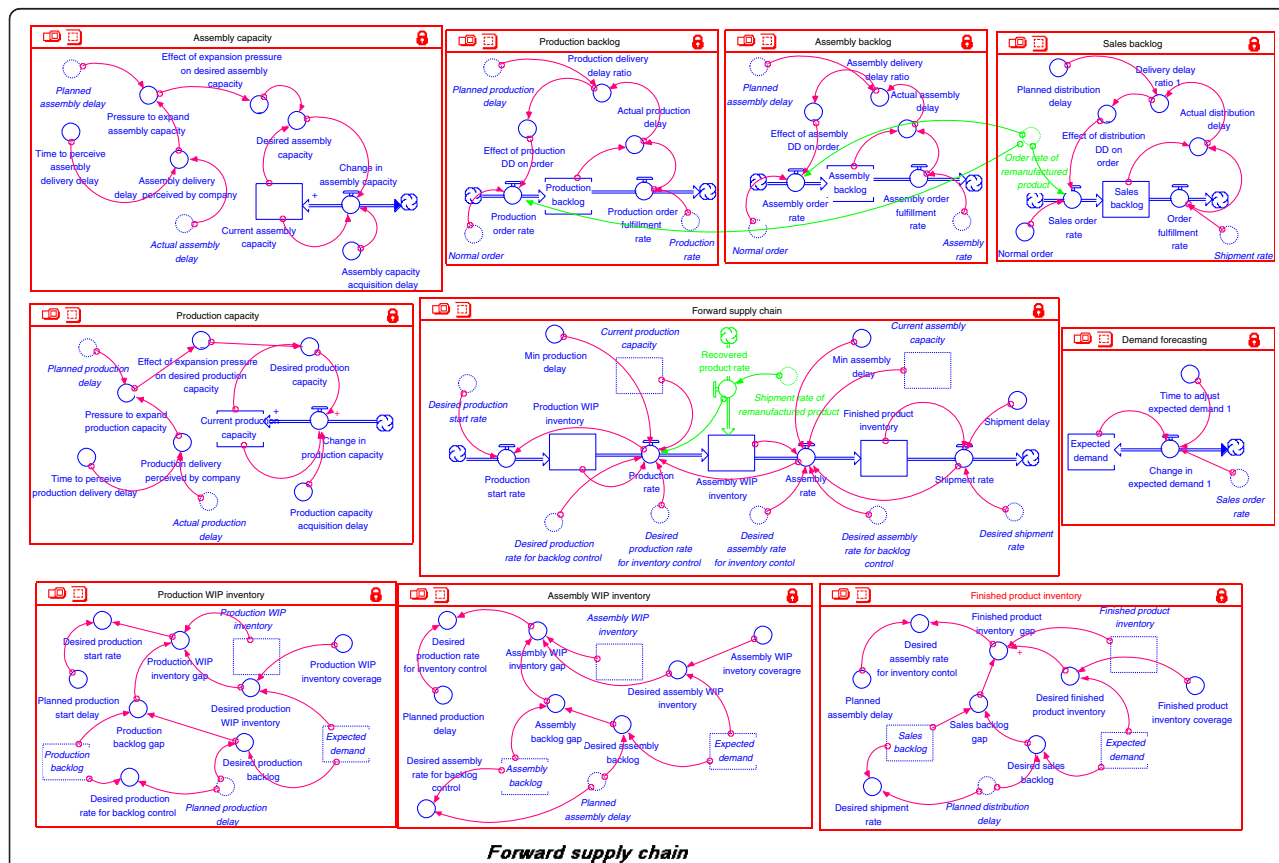 Assembly capacity
Effect of expansion pressure
on desired assembly
capacity
Planned
assembly delay
Pressure to expand
assembly capacity
Desired assembly
capacity
Time to perceive
assembly
delivery delay
Assembly delivery
delay perceived by company
Change in
assembly capacity
+
Current assembly
capacity
Actual assembly
delay
Assembly capacity
acquisition delay
Production backlog
Production delivery
delay ratio
Planned production
delay
Actual production
delay
Effect of production
DD on order
Production
backlog
Production
order rate
Production order
fulfillment
rate
Normal order
Production
rate
Assembly backlog
Assembly delivery
delay ratio
Planned
assembly delay
Actual assembly
delay
Effect of assembly
DD on order
Assembly
backlog
Assembly order
rate
Assembly order
fulfillment
rate
Normal order
Assembly
rate
Sales backlog
Delivery delay
ratio 1
Planned distribution
delay
Actual distribution
delay
Effect of distribution
DD on
order
Order rate of
remanufactured
product
Sales
backlog
Sales order
rate
Order
fulfillment
rate
Normal order
Shipment rate
Production capacity
Planned
production
delay
Effect of expansion pressure
on desired production
capacity
Desired production
capacity
Pressure to expand
production capacity
+
Current production
capacity
+
Change in
production capacity
Time to perceive
production delivery delay
Production delivery
perceived by company
Production capacity
acquisition delay
Actual production
delay
Forward supply chain
Current production
capacity
Min production
delay
Recovered
product rate
Current assembly
capacity
Min assembly
delay
Desired production
start rate
Production WIP
inventory
Shipment rate of
remanufactured product
Finished product
inventory
Shipment delay
Production
start rate
Production
rate
Assembly WIP
inventory
Assembly
rate
Shipment rate
Desired production
rate for backlog control
Desired
production rate
for inventory control
Desired
assembly rate
for inventory contol
Desired assembly
rate for backlog
control
Desired shipment
rate
Demand forecasting
Time to adjust
expected demand 1
Expected
demand
Change in
expected demand 1
Sales order
rate
Production WIP inventory
Production WIP
inventory
Desired production
start rate
Production WIP
inventory gap
Production WIP
inventory coverage
Planned production
start delay
Desired production
WIP inventory
Production
backlog gap
Expected
demand
Production
backlog
Desired production
backlog
Desired production
rate for backlog control
Planned production
delay
Assembly WIP inventory
Assembly WIP
inventory
Desired
production rate
for inventory control
Assembly
WIP inventory gap
Assembly WIP
inventory coveragre
Desired assembly WIP
inventory
Planned production
delay
Assembly
backlog gap
Desired assembly
backlog
Expected
demand
Desired assembly
rate for backlog
control
Assembly
backlog
Planned
assembly delay
Finished product inventory
Finished product
inventory gap
Finished product
inventory
+
Desired
assembly rate
for inventory contol
Desired finished
product inventory
Finished product
inventory coverage
Planned
assembly delay
Sales backlog
gap
Sales
backlog
Expected
demand
Desired sales
backlog
Desired shipment
rate
Planned distribution
delay
Forward supply chain